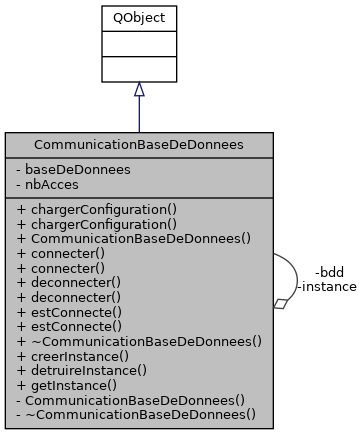 QObject
CommunicationBaseDeDonnees
- baseDeDonnees
- nbAcces
+ chargerConfiguration()
+ chargerConfiguration()
+ CommunicationBaseDeDonnees()
+ connecter()
+ connecter()
+ deconnecter()
+ deconnecter()
+ estConnecte()
+ estConnecte()
+ ~CommunicationBaseDeDonnees()
+ creerInstance()
+ detruireInstance()
+ getInstance()
- CommunicationBaseDeDonnees()
- ~CommunicationBaseDeDonnees()
-bdd
-instance